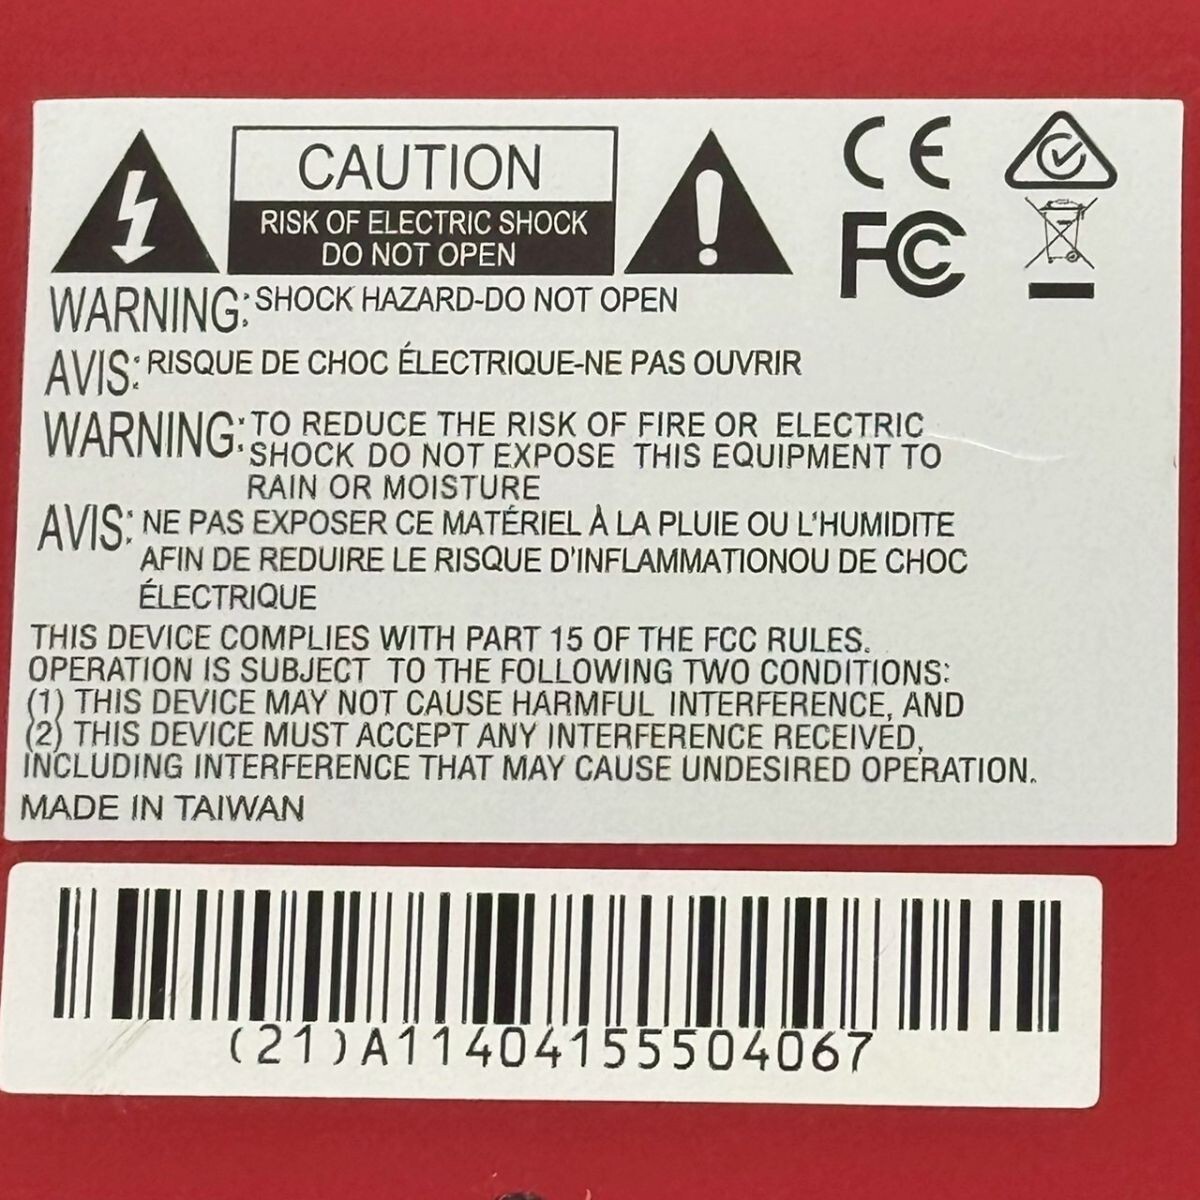 CAUTION
RISK OF ELECTRIC SHOCK
DO NOT OPEN
CE
FC
WARNING: SHOCK HAZARD-DO NOT OPEN
AVIS: RISQUE DE CHOC ÉLECTRIQUE-NE PAS OUVRIR
WARNING: TO REDUCE THE RISK OF FIRE OR ELECTRIC
SHOCK DO NOT EXPOSE THIS EQUIPMENT TO
RAIN OR MOISTURE
AVIS: NE PAS EXPOSER CE MATÉRIEL À LA PLUIE OU L'HUMIDITE
AFIN DE REDUIRE LE RISQUE D'INFLAMMATIONOU DE CHOC
ÉLECTRIQUE
THIS DEVICE COMPLIES WITH PART 15 OF THE FCC RULES.
OPERATION IS SUBJECT TO THE FOLLOWING TWO CONDITIONS:
(1) THIS DEVICE MAY NOT CAUSE HARMFUL INTERFERENCE, AND
(2) THIS DEVICE MUST ACCEPT ANY INTERFERENCE RECEIVED,
INCLUDING INTERFERENCE THAT MAY CAUSE UNDESIRED OPERATION.
MADE IN TAIWAN
(21)A11404155504067